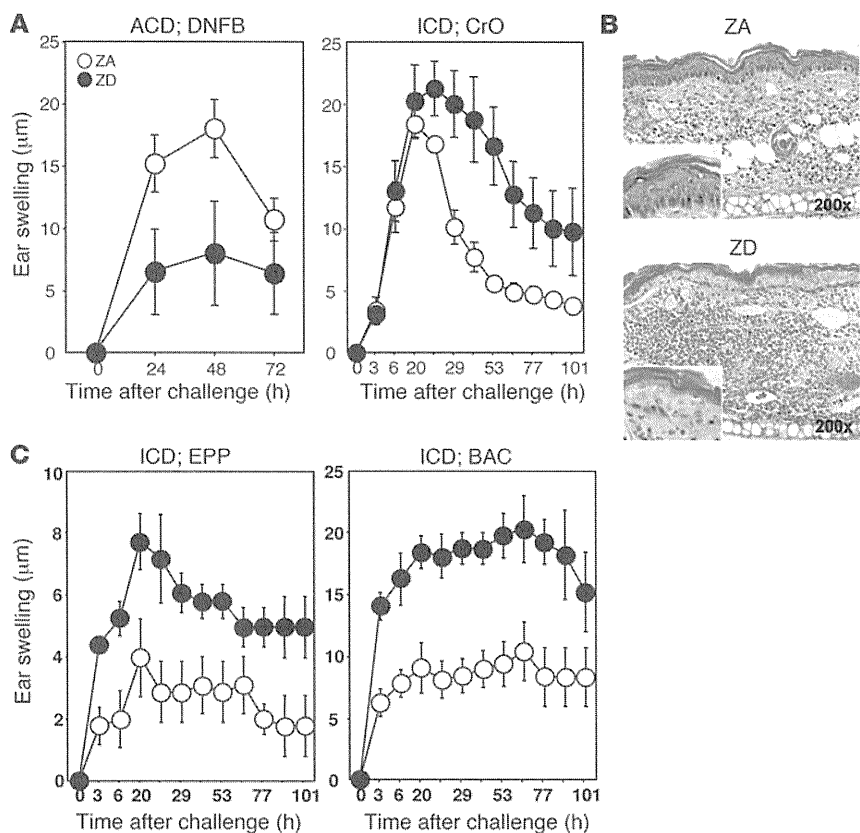 A
ACD; DNFB
ICD; CrO
B
ZA
ZA
ZD
Ear swelling (μm)
25
20
15
10
5
0
25
20
15
10
5
0
0 24 48 72
0 3 6 20 29 53 77 101
Time after challenge (h)
Time after challenge (h)
200x
ZD
200x
C
ICD; EPP
ICD; BAC
Ear swelling (μm)
10
8
6
4
2
0
25
20
15
10
5
0
0 3 6 20 29 53 77 101
0 3 6 20 29 53 77 101
Time after challenge (h)
Time after challenge (h)